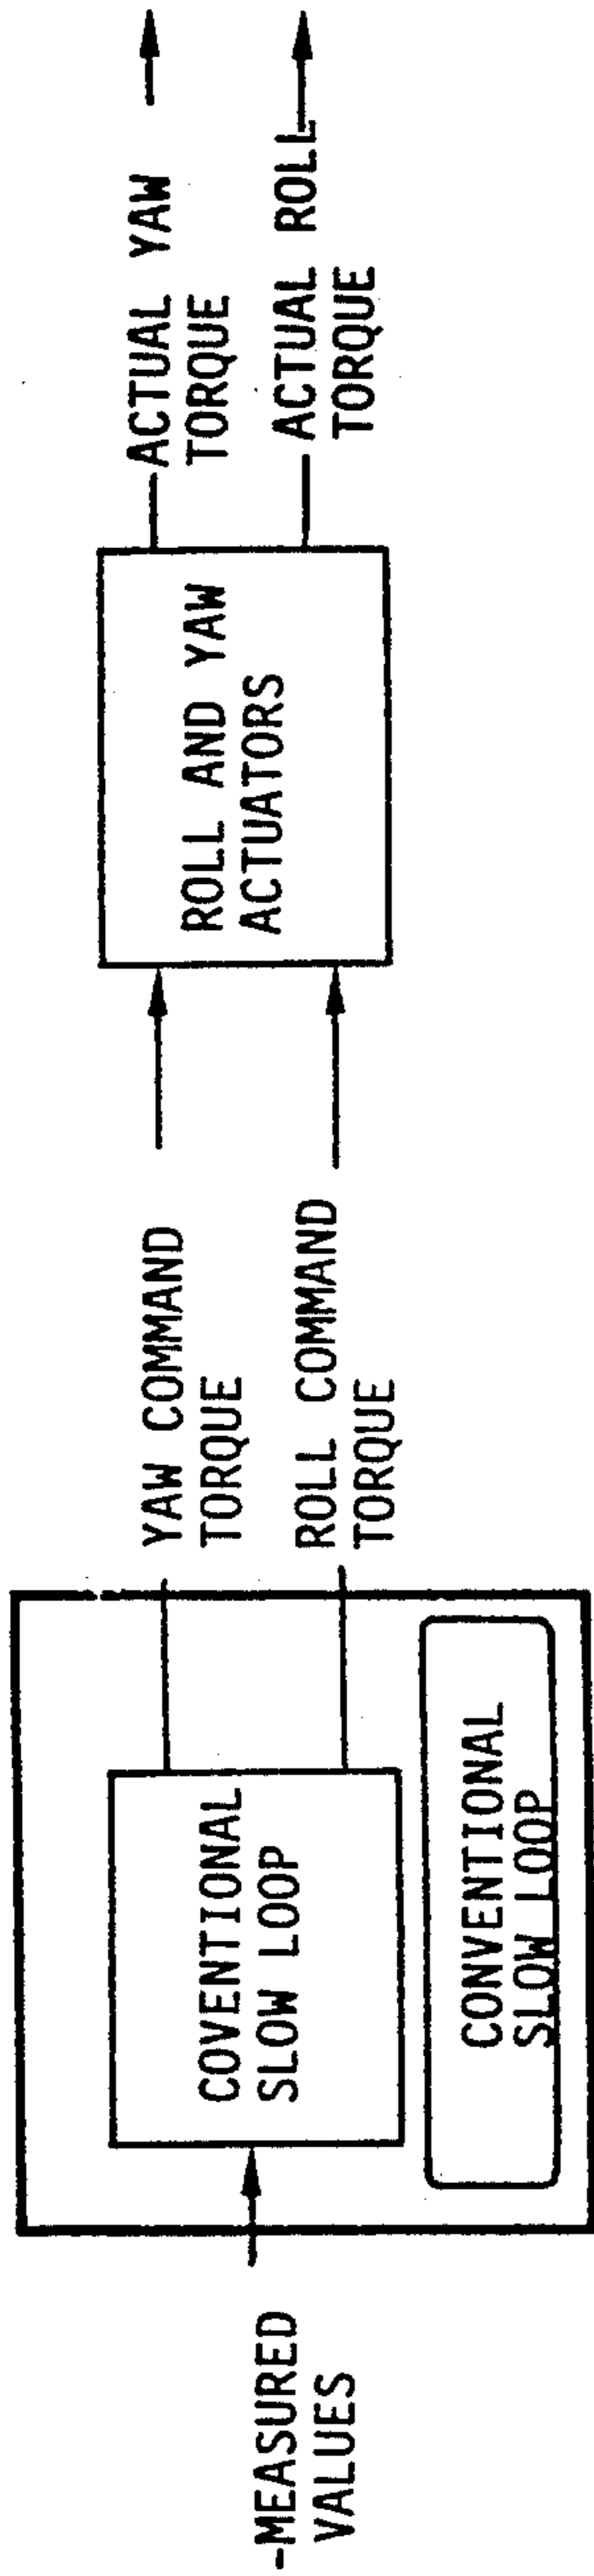 -MEASURED
VALUES
COVENTIONAL
SLOW LOOP
CONVENTIONAL
SLOW LOOP
YAW COMMAND
TORQUE
ROLL COMMAND
TORQUE
ROLL AND YAW
ACTUATORS
ACTUAL YAW
TORQUE
ACTUAL ROLL
TORQUE